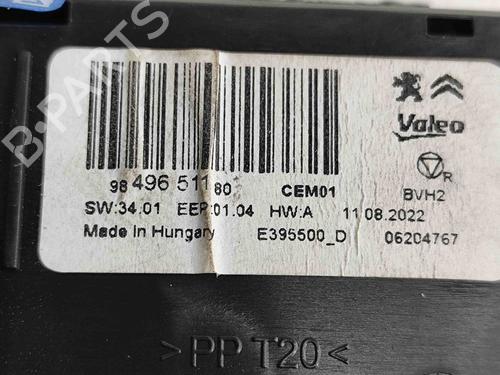 B-PARTS
Valeo
R
98 496 511 80 CEM01 BVH2
SW:34.01 EEP:01.04 HW:A 11.08.2022
Made In Hungary E395500_D 06204767
>PP T20<